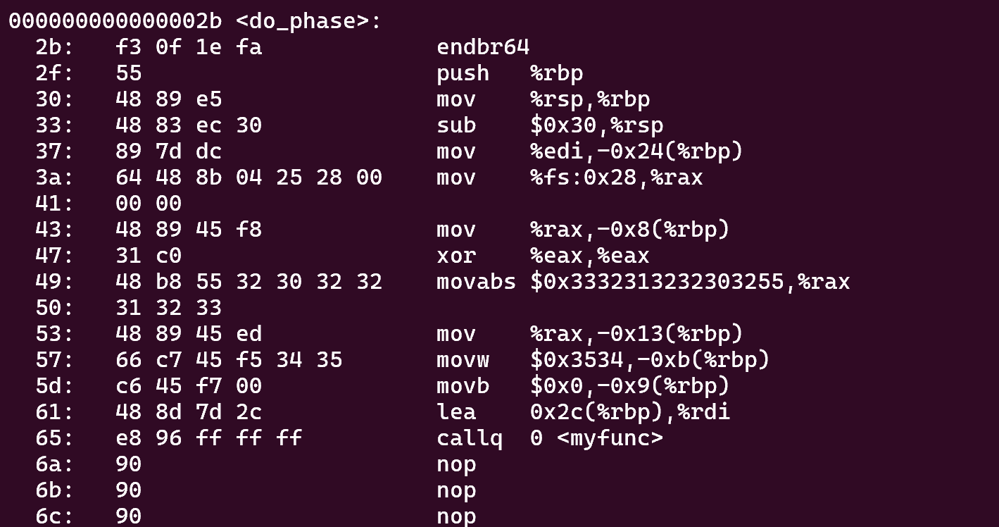 000000000000002b <do_phase>:
2b: f3 0f 1e fa endbr64
2f: 55 push %rbp
30: 48 89 e5 mov %rsp,%rbp
33: 48 83 ec 30 sub $0x30,%rsp
37: 89 7d dc mov %edi,-0x24(%rbp)
3a: 64 48 8b 04 25 28 00 mov %fs:0x28,%rax
41: 00 00
43: 48 89 45 f8 mov %rax,-0x8(%rbp)
47: 31 c0 xor %eax,%eax
49: 48 b8 55 32 30 32 32 movabs $0x3332313232303255,%rax
50: 31 32 33
53: 48 89 45 ed mov %rax,-0x13(%rbp)
57: 66 c7 45 f5 34 35 movw $0x3534,-0xb(%rbp)
5d: c6 45 f7 00 movb $0x0,-0x9(%rbp)
61: 48 8d 7d 2c lea 0x2c(%rbp),%rdi
65: e8 96 ff ff ff callq 0 <myfunc>
6a: 90 nop
6b: 90 nop
6c: 90 nop